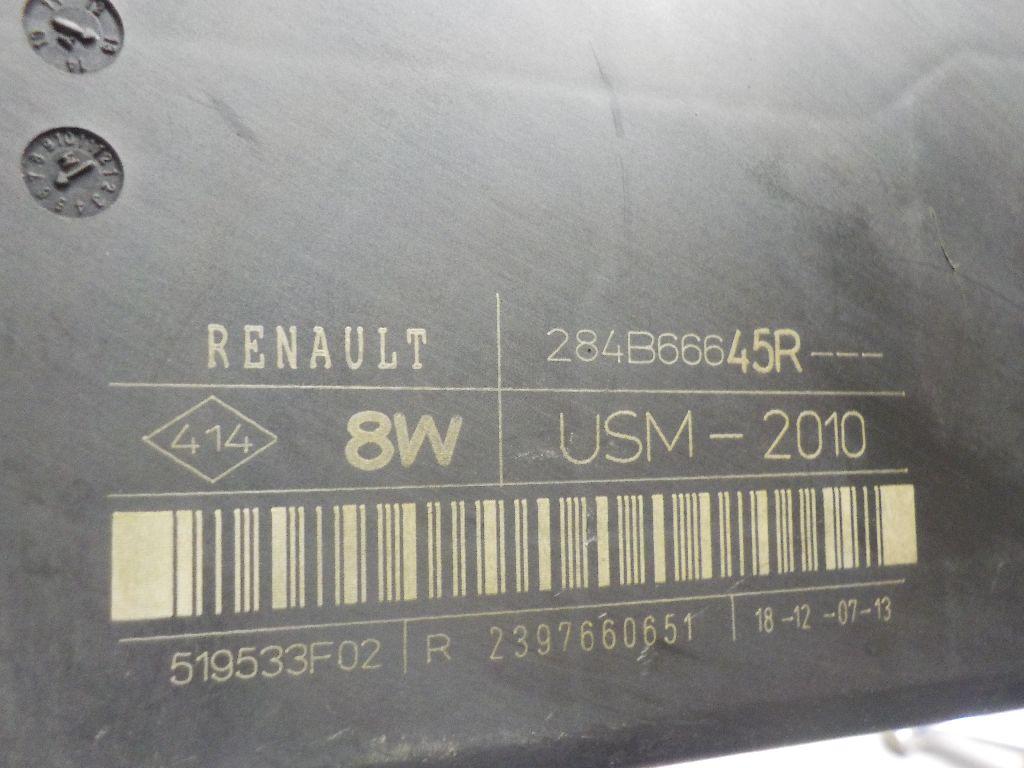 RENAULT 284B66645R---
414 8W USM - 2010
519533F02 R 2397660651 18-12-07-13